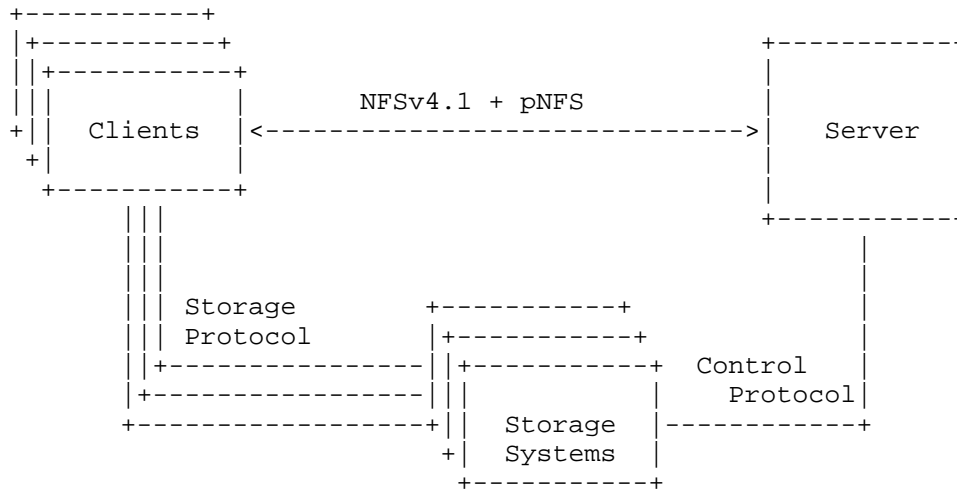 NFSv4.1 + pNFS
Clients
Server
Storage
Protocol
Control
Protocol
Storage
Systems